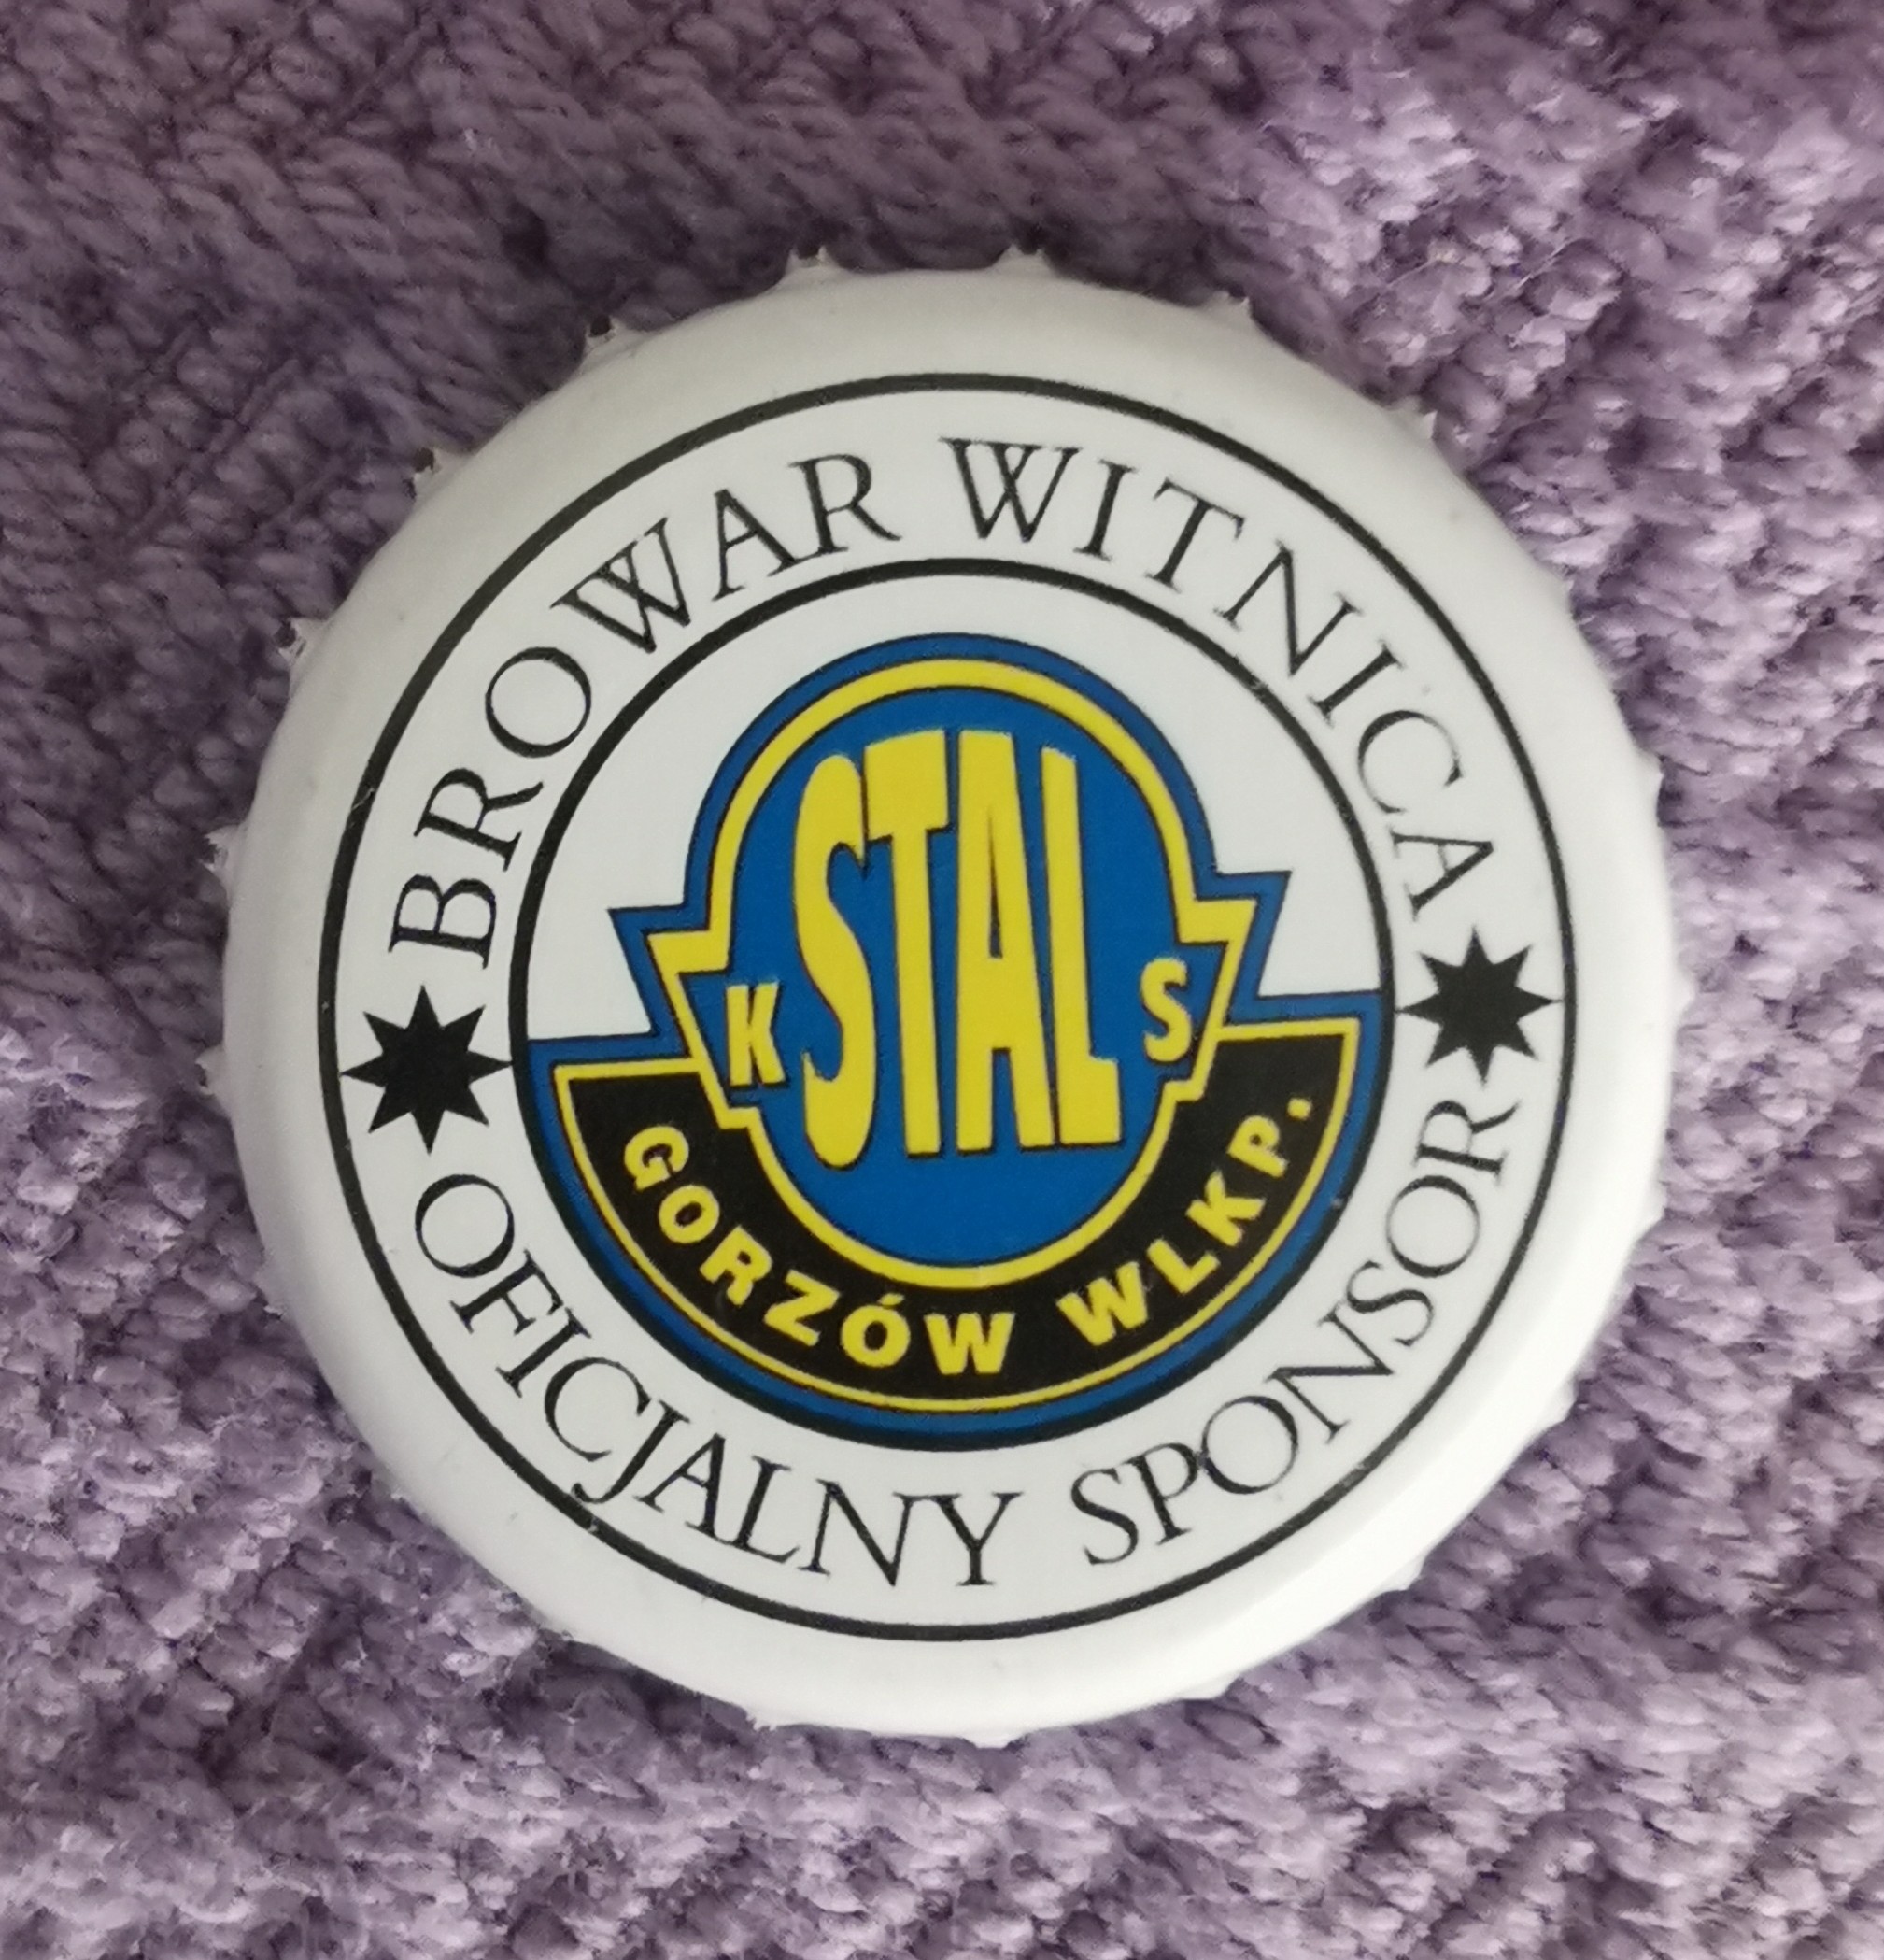 BROWAR WITNICA
STAL
K S
GORZÓW WLKP.
OFICJALNY SPONSOR